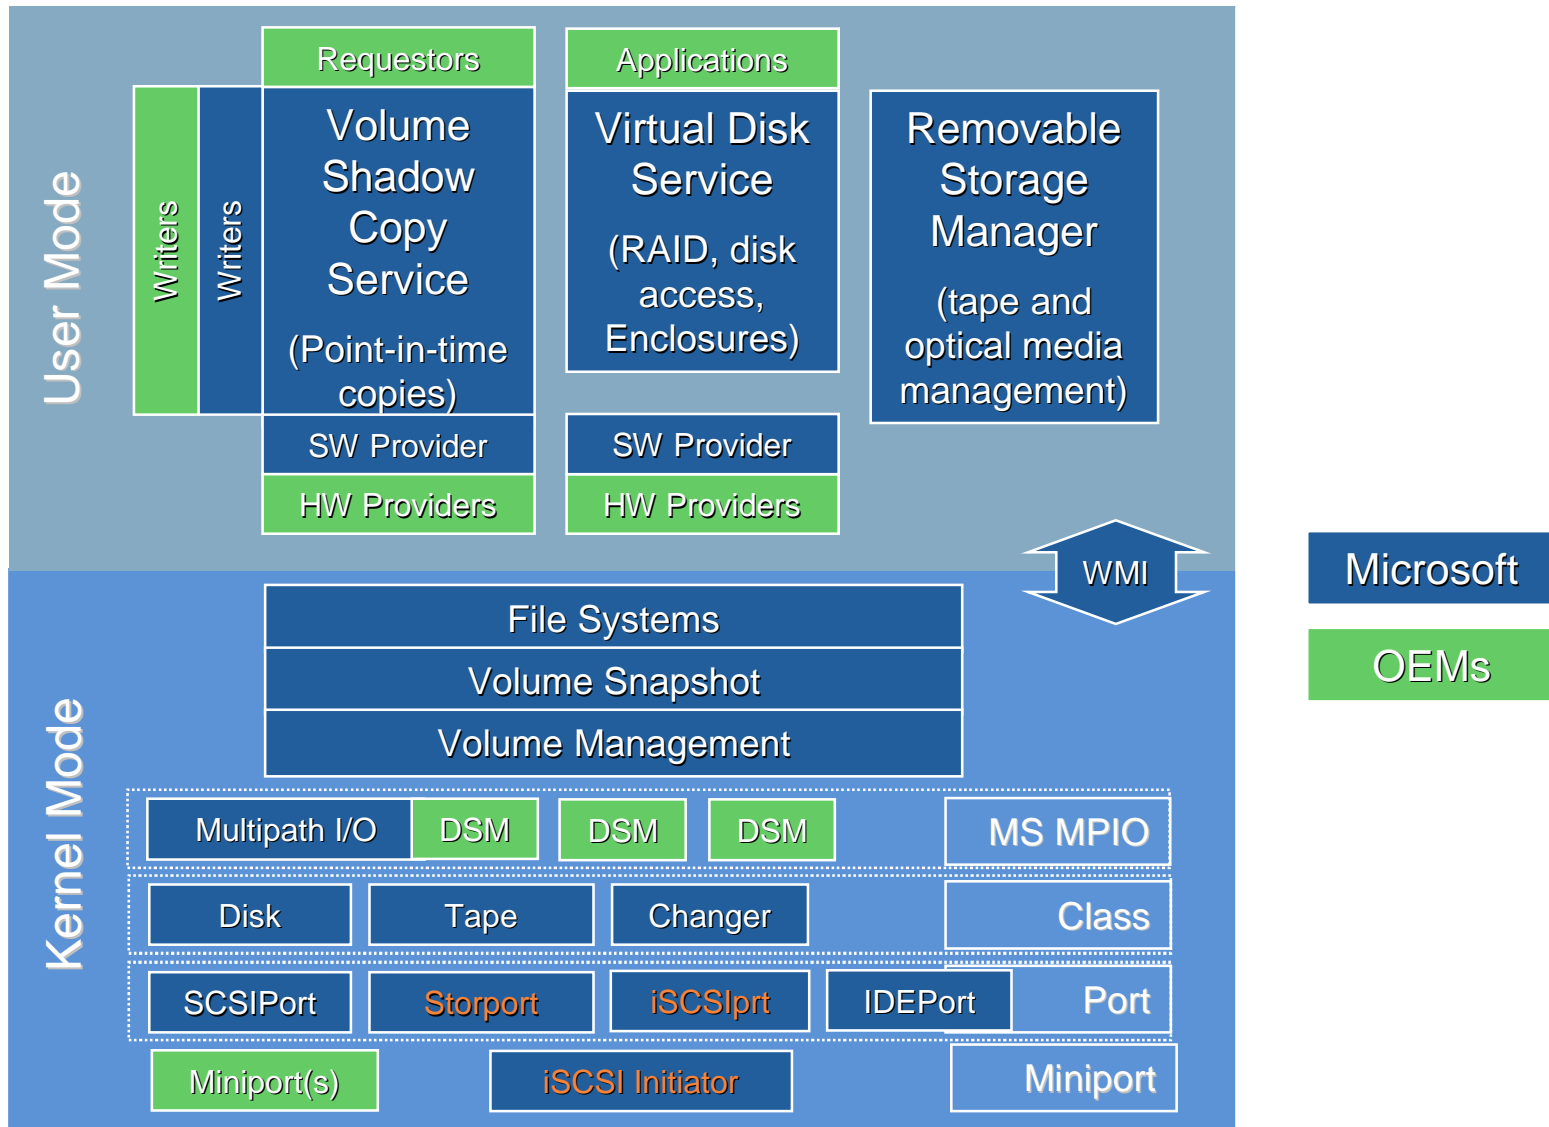 User Mode
Writers
Writers
Requestors
Volume
Shadow
Copy
Service
(Point-in-time
copies)
SW Provider
HW Providers
Applications
Virtual Disk
Service
(RAID, disk
access,
Enclosures)
SW Provider
HW Providers
Removable
Storage
Manager
(tape and
optical media
management)
WMI
Microsoft
OEMs
Kernel Mode
File Systems
Volume Snapshot
Volume Management
Multipath I/O
DSM
DSM
DSM
MS MPIO
Disk
Tape
Changer
Class
SCSIPort
Storport
iSCSIprt
IDEPort
Port
Miniport(s)
iSCSI Initiator
Miniport